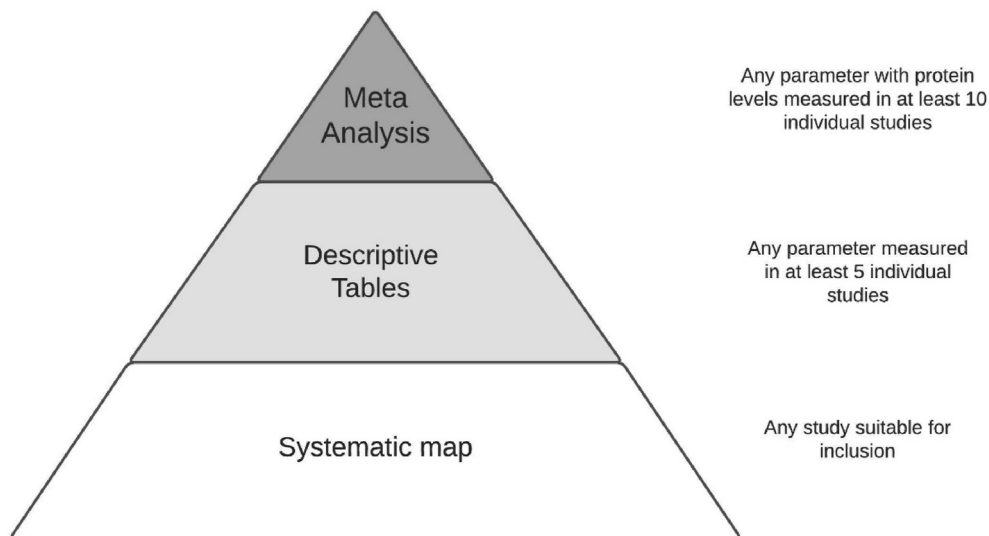 Meta
Analysis
Any parameter with protein
levels measured in at least 10
individual studies
Descriptive
Tables
Any parameter measured
in at least 5 individual
studies
Systematic map
Any study suitable for
inclusion